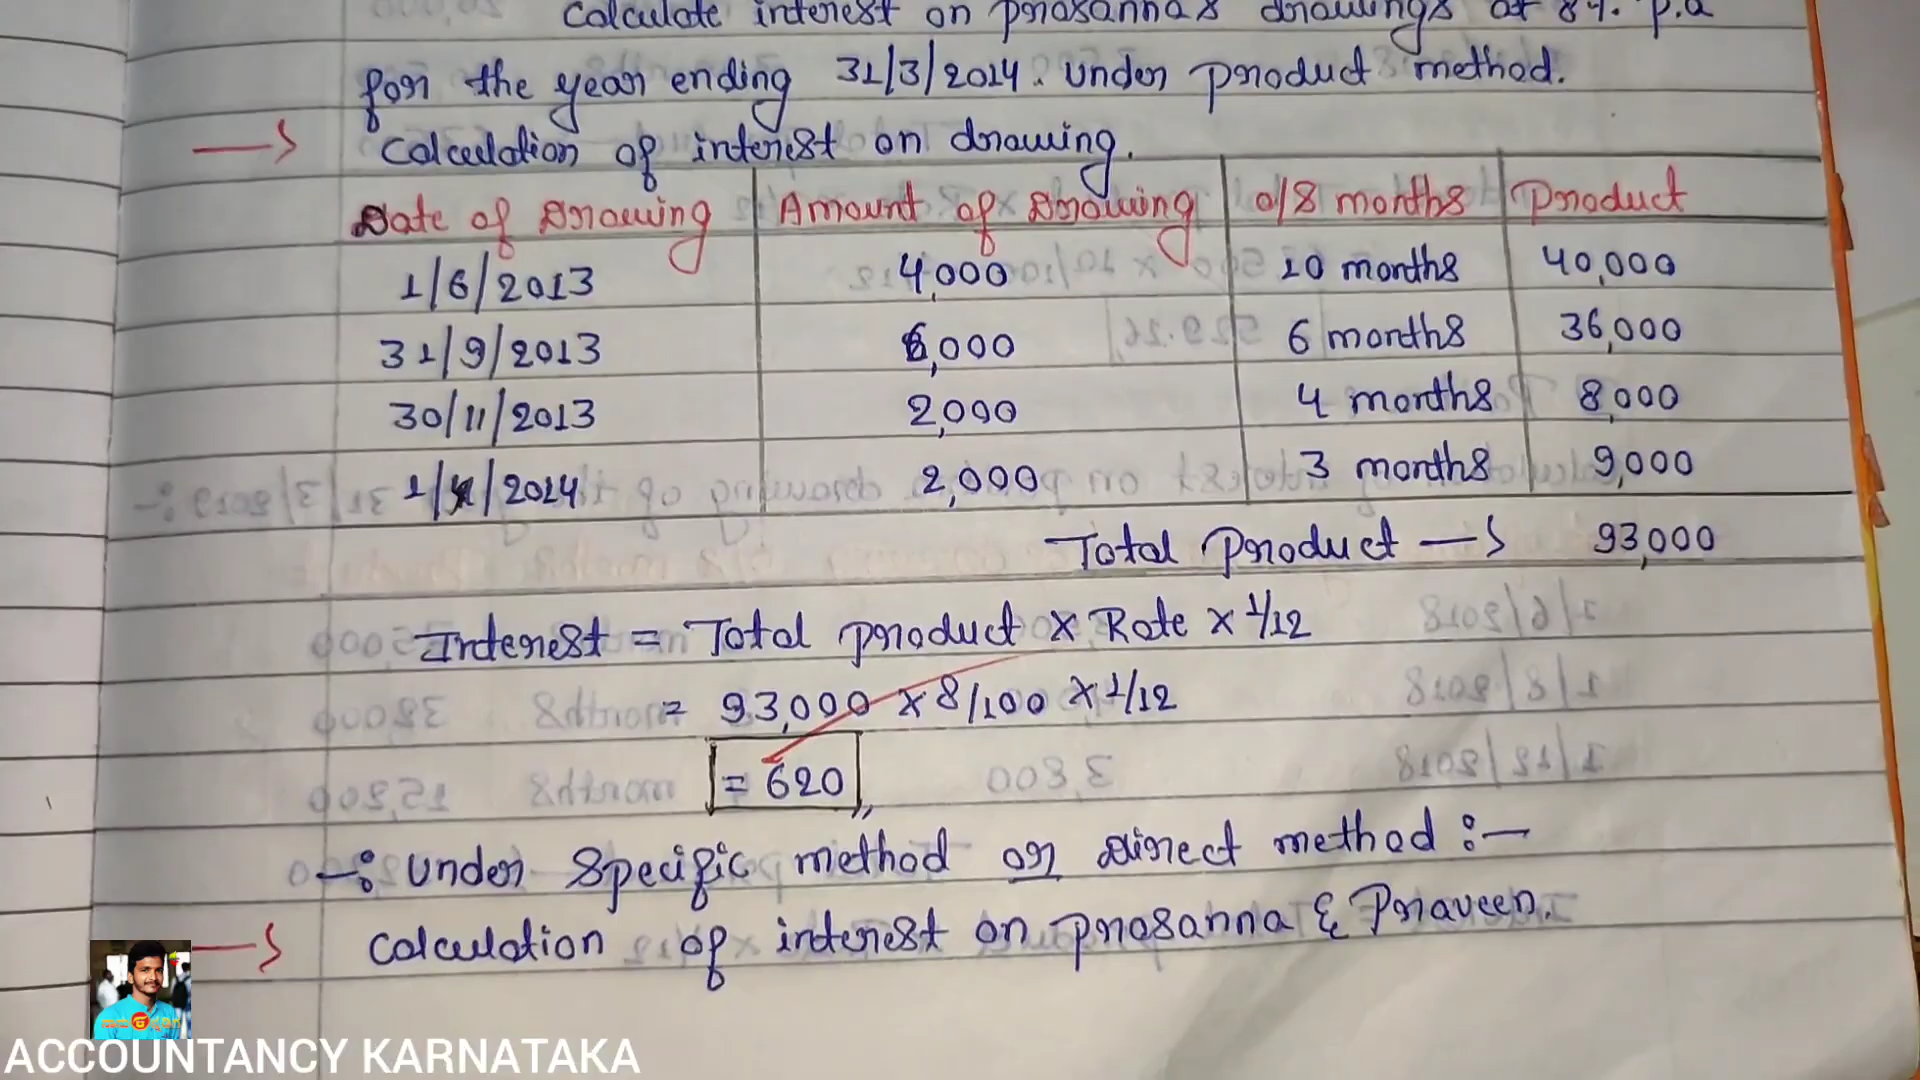 Calculate interest on prasanna's drawings at 8%. p.a
for the year ending 31/3/2014. under product method.
Calculation of interest on drawing.
Date of Drawing Amount of Drawing o/s months Product
1/6/2013 4,000 10 months 40,000
31/9/2013 6,000 6 months 36,000
30/11/2013 2,000 4 months 8,000
1/1/2014 2,000 3 months 9,000
Total Product → 93,000
Interest = Total product x Rate x 1/12
= 93,000 x 8/100 x 1/12
= 620
-: under Specific method or Direct method :-
Calculation of interest on prasanna & Praveen.
ACCOUNTANCY KARNATAKA